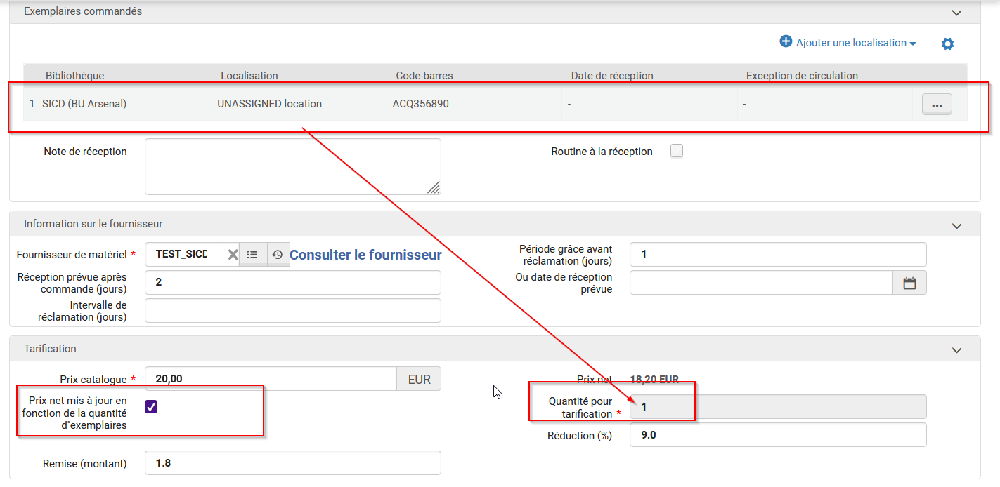 Exemplaires commandés
Ajouter une localisation
Bibliothèque Localisation Code-barres Date de réception Exception de circulation
1 SICD (BU Arsenal) UNASSIGNED location ACQ356890 - - ...
Note de réception
Routine à la réception
Information sur le fournisseur
Fournisseur de matériel * TEST_SICD Consulter le fournisseur
Période grâce avant
réclamation (jours) 1
Réception prévue après
commande (jours) 2
Ou date de réception
prévue
Intervalle de
réclamation (jours)
Tarification
Prix catalogue * 20,00 EUR
Prix net 18,20 EUR
Prix net mis à jour en
fonction de la quantité
d''exemplaires
Quantité pour
tarification * 1
Réduction (%) 9.0
Remise (montant) 1.8